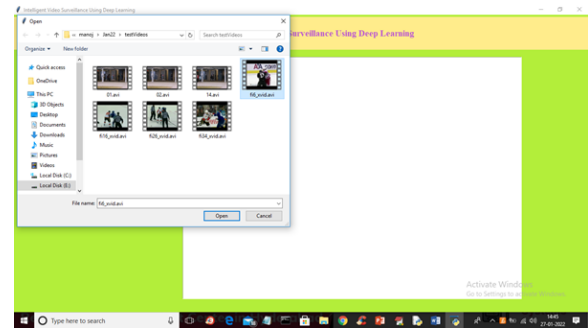 Intelligent Video Surveillance Using Deep Learning
Open
Surveillance Using Deep Learning
« manoj > Jan22 > testVideos
Search testVideos
Organize
New folder
Quick access
OneDrive
This PC
3D Objects
Desktop
Documents
Downloads
Music
Pictures
Videos
Local Disk (C:)
Local Disk (E:)
01.avi
02.avi
14.avi
fi6_xvid.avi
fi16_xvid.avi
fi26_xvid.avi
fi34_xvid.avi
File name:
fi6_xvid.avi
Open
Cancel
Activate Windows
Go to Settings to activate Windows.
Type here to search
14:45
27-01-2022